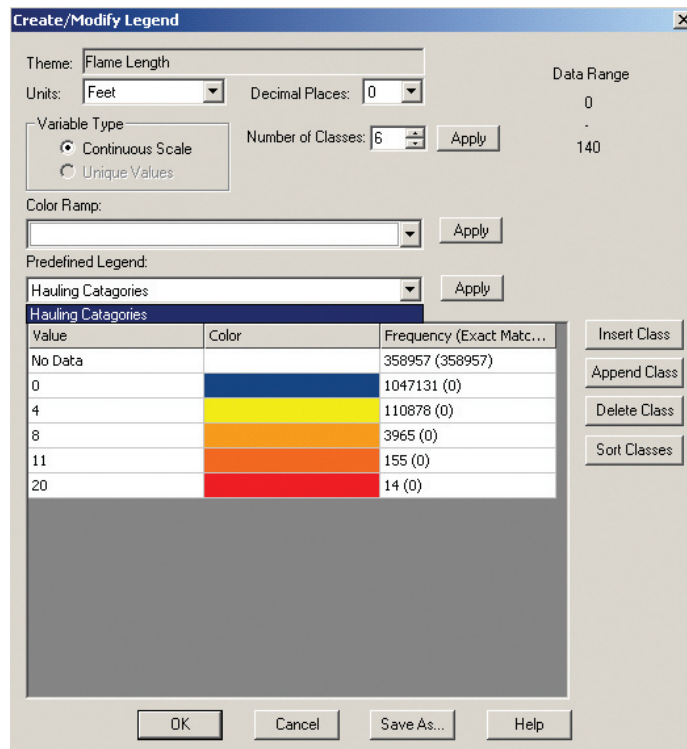 Create/Modify Legend
Theme: Flame Length
Data Range
Units: Feet Decimal Places: 0
0
-
140
Variable Type
Number of Classes: 6 Apply
Continuous Scale
Unique Values
Color Ramp:
Apply
Predefined Legend:
Hauling Catagories Apply
Hauling Catagories
Value Color Frequency (Exact Matc...
No Data 358957 (358957)
0 1047131 (0)
4 110878 (0)
8 3965 (0)
11 155 (0)
20 14 (0)
Insert Class
Append Class
Delete Class
Sort Classes
OK Cancel Save As... Help